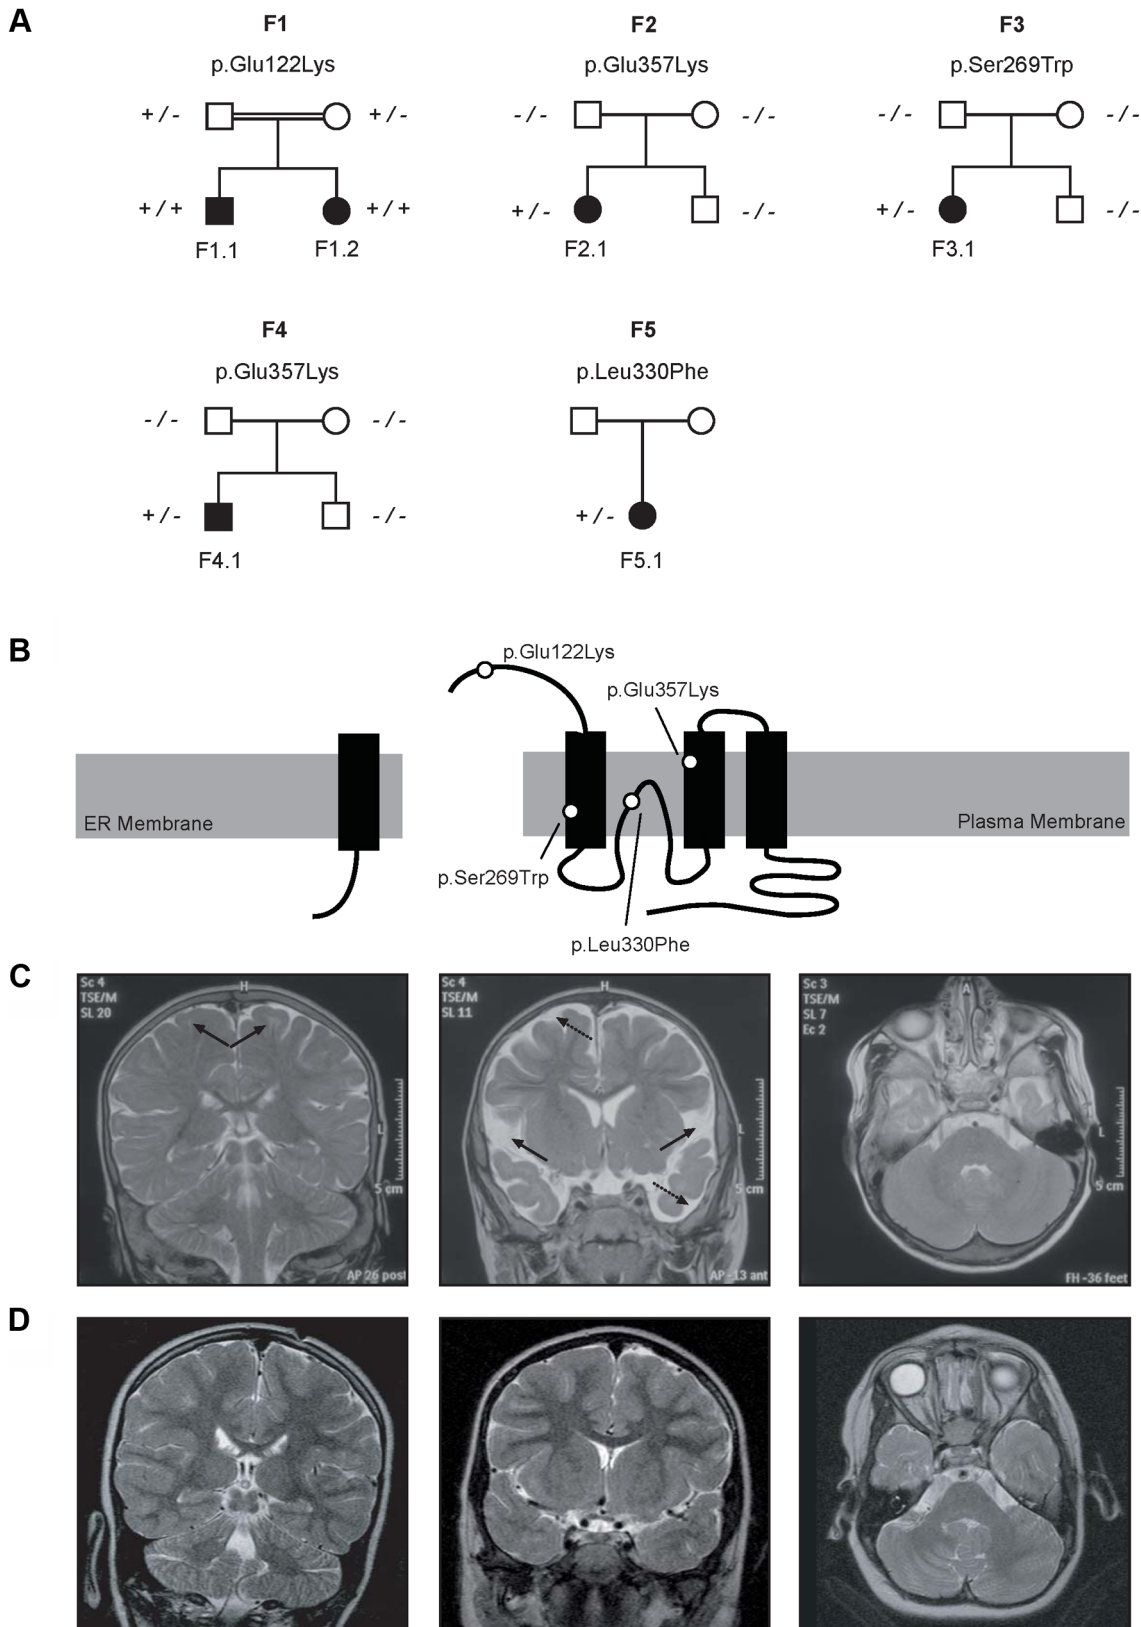 A
F1
p.Glu122Lys
+/- +/-
+/+ +/+
F1.1 F1.2
F2
p.Glu357Lys
-/- -/-
+/- -/-
F2.1
F3
p.Ser269Trp
-/- -/-
+/- -/-
F3.1
F4
p.Glu357Lys
-/- -/-
+/- -/-
F4.1
F5
p.Leu330Phe
+/-
F5.1
B
p.Glu122Lys
p.Glu357Lys
ER Membrane
Plasma Membrane
p.Ser269Trp
p.Leu330Phe
C
Sc 4
TSE/M
SL 20
H
L
5 cm
AP 26 post
Sc 4
TSE/M
SL 11
H
L
5 cm
AP -13 ant
Sc 3
TSE/M
SL 7
Ec 2
A
L
5 cm
FH -36 feet
D